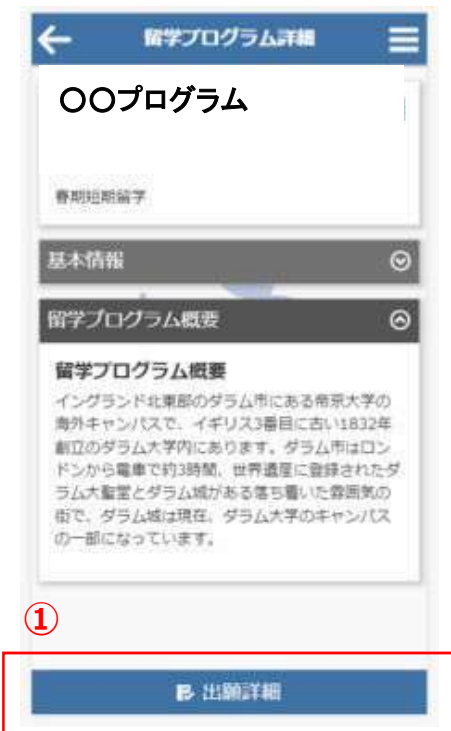 留学プログラム詳細
〇〇プログラム
春期短期留学
基本情報
留学プログラム概要
留学プログラム概要
イングランド北東部のダラム市にある帝京大学の
海外キャンパスで、イギリス3番目に古い1832年
創立のダラム大学内にあります。ダラム市はロン
ドンから電車で約3時間、世界遺産に登録されたダ
ラム大聖堂とダラム城がある落ち着いた雰囲気の
街で、ダラム城は現在、ダラム大学のキャンパス
の一部になっています。
①
出願詳細